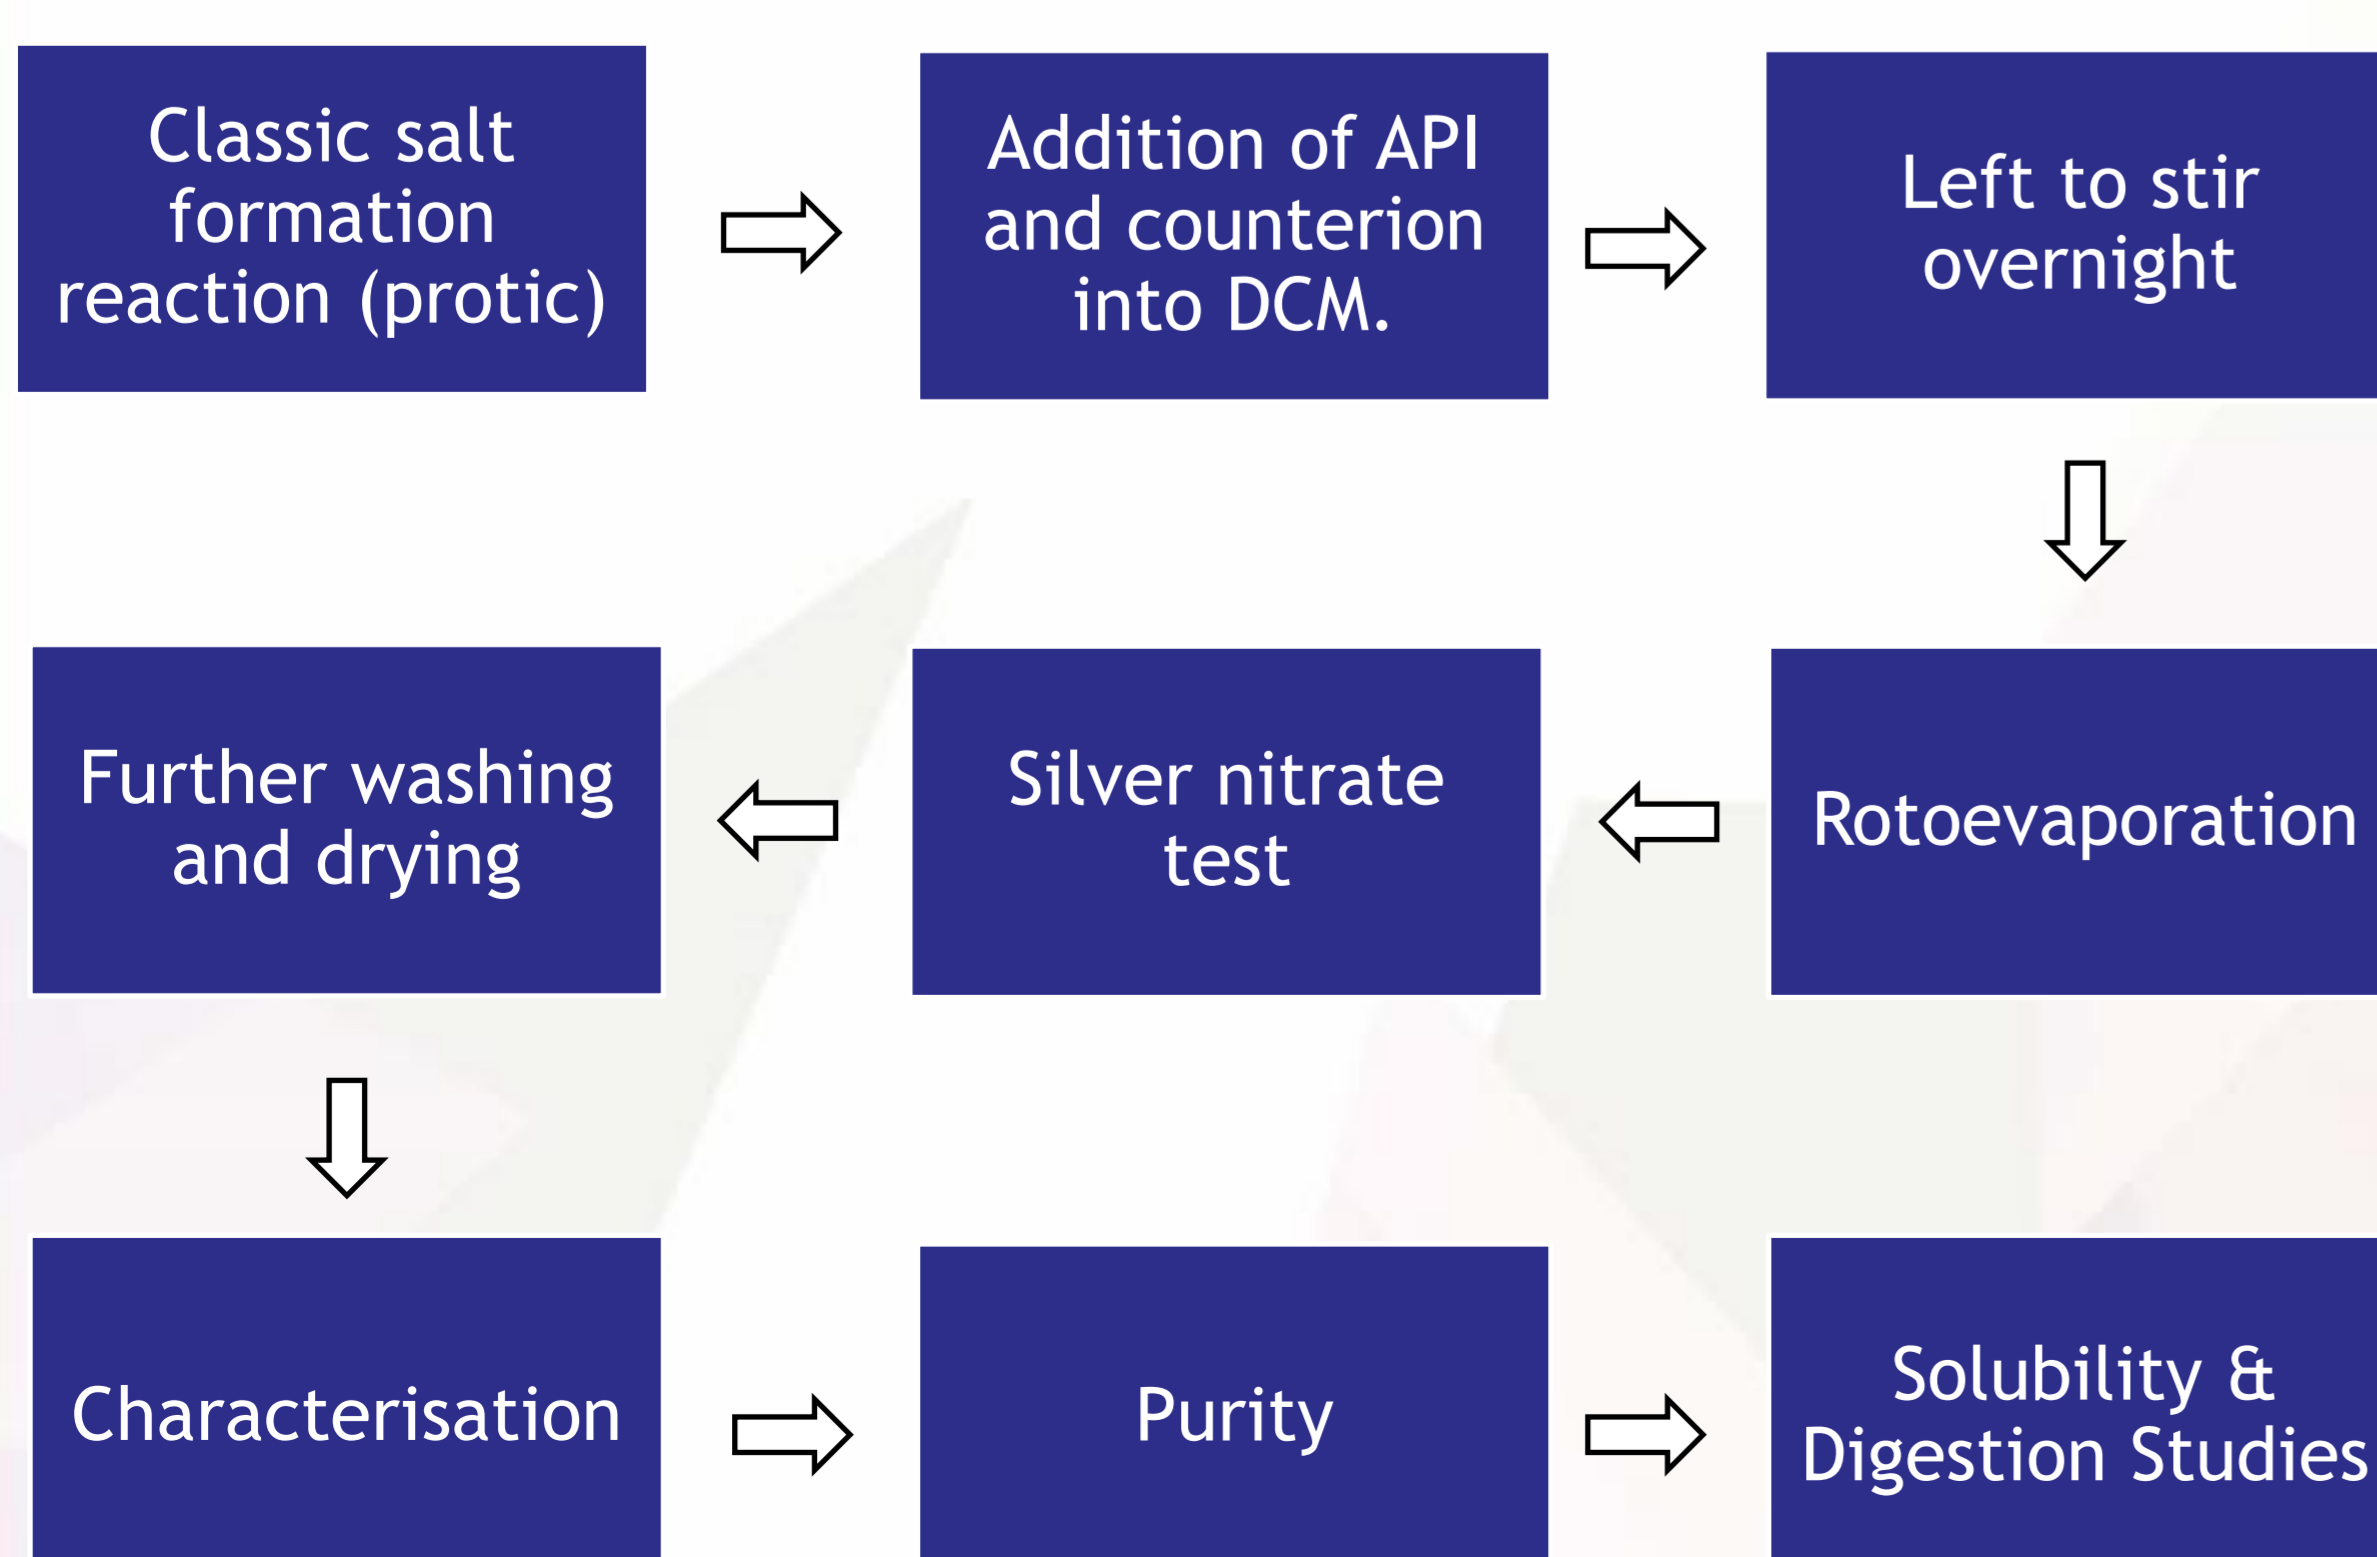 Classic salt
formation
reaction (protic)
Addition of API
and counterion
into DCM.
Left to stir
overnight
Rotoevaporation
Silver nitrate
test
Further washing
and drying
Characterisation
Purity
Solubility &
Digestion Studies